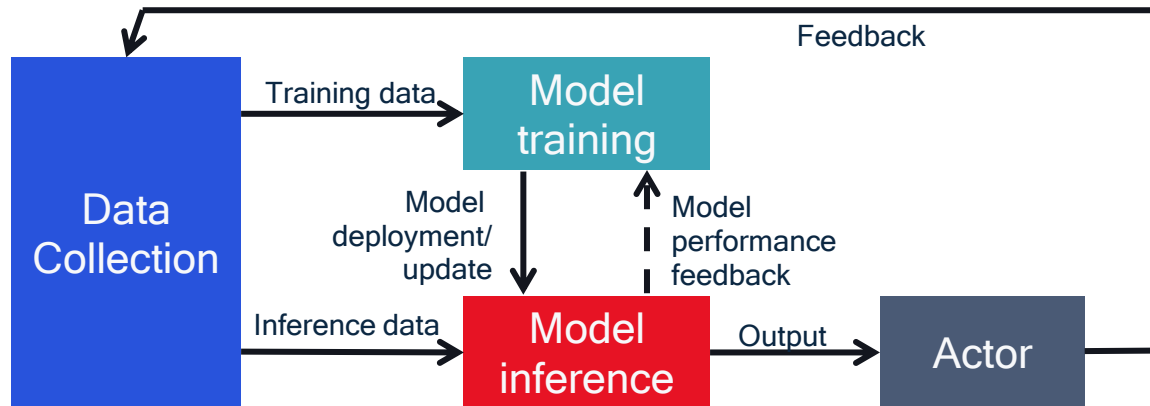 Feedback
Training data
Model
training
Data
Collection
Model
deployment/
update
Model
performance
feedback
Inference data
Model
inference
Output
Actor